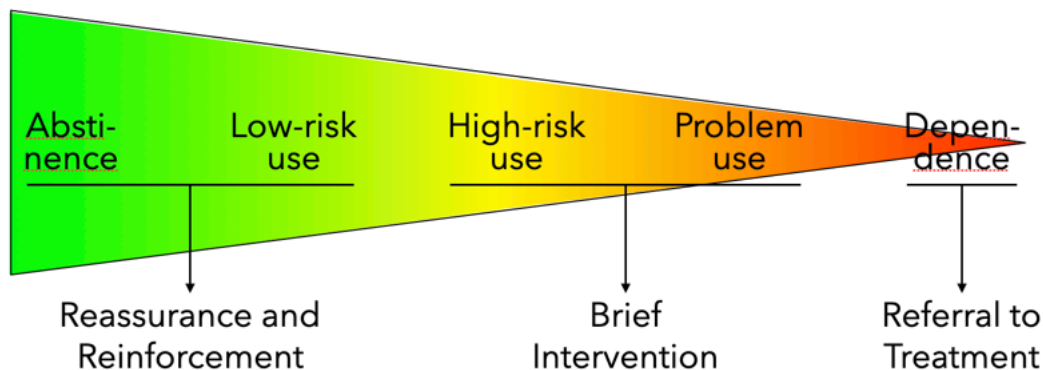 Absti-
nence
Low-risk
use
High-risk
use
Problem
use
Depen-
dence
Reassurance and
Reinforcement
Brief
Intervention
Referral to
Treatment